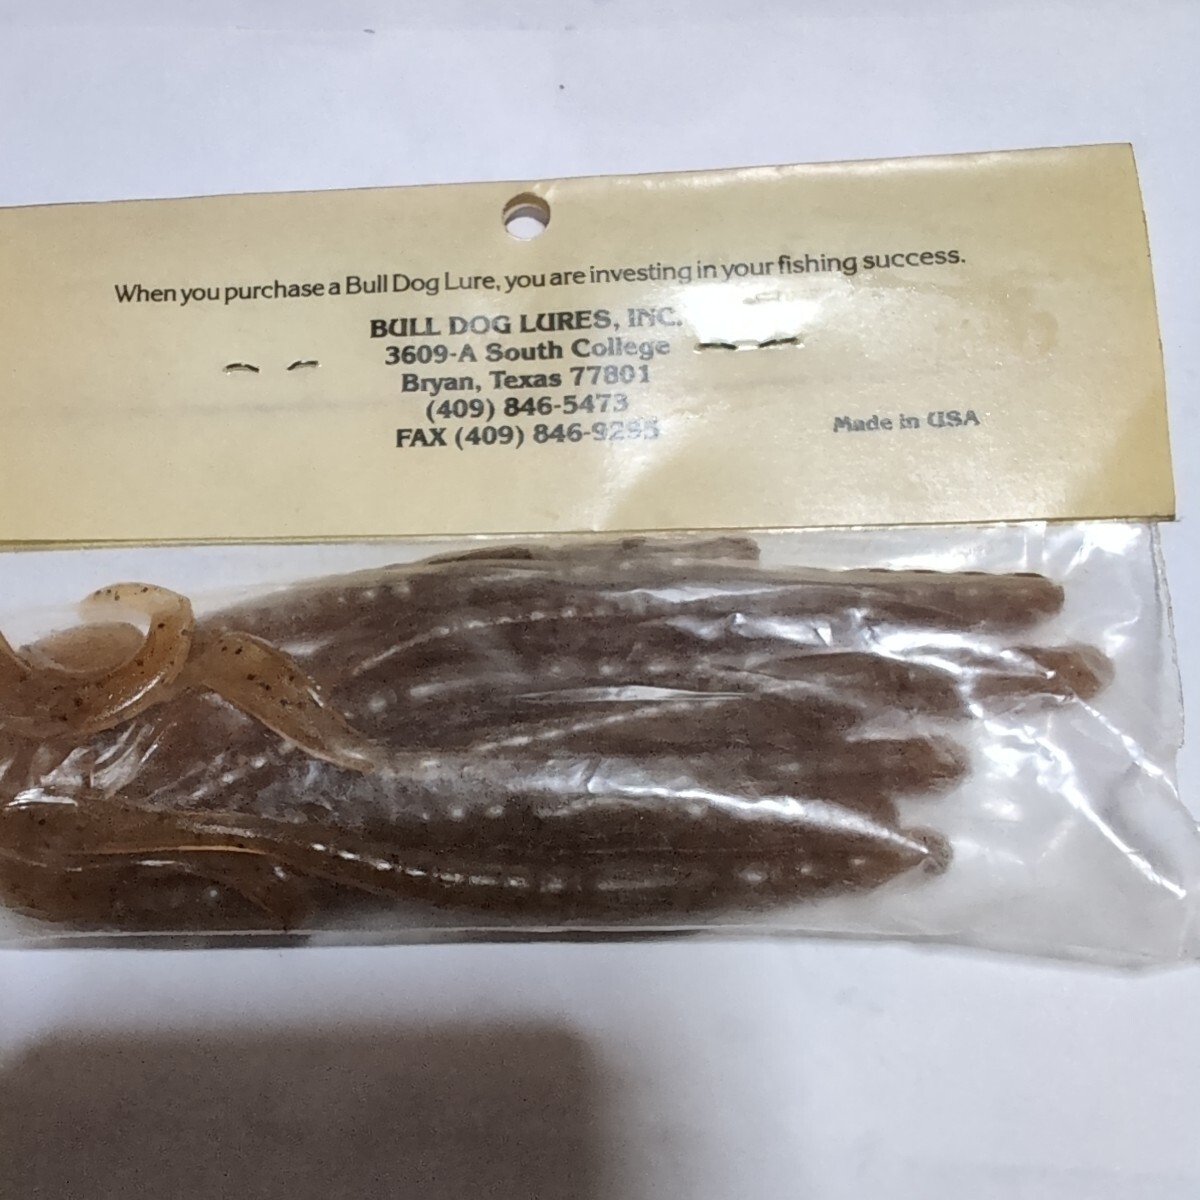 When you purchase a Bull Dog Lure, you are investing in your fishing success.
BULL DOG LURES, INC.
3609-A South College
Bryan, Texas 77801
(409) 846-5473
FAX (409) 846-9295
Made in USA